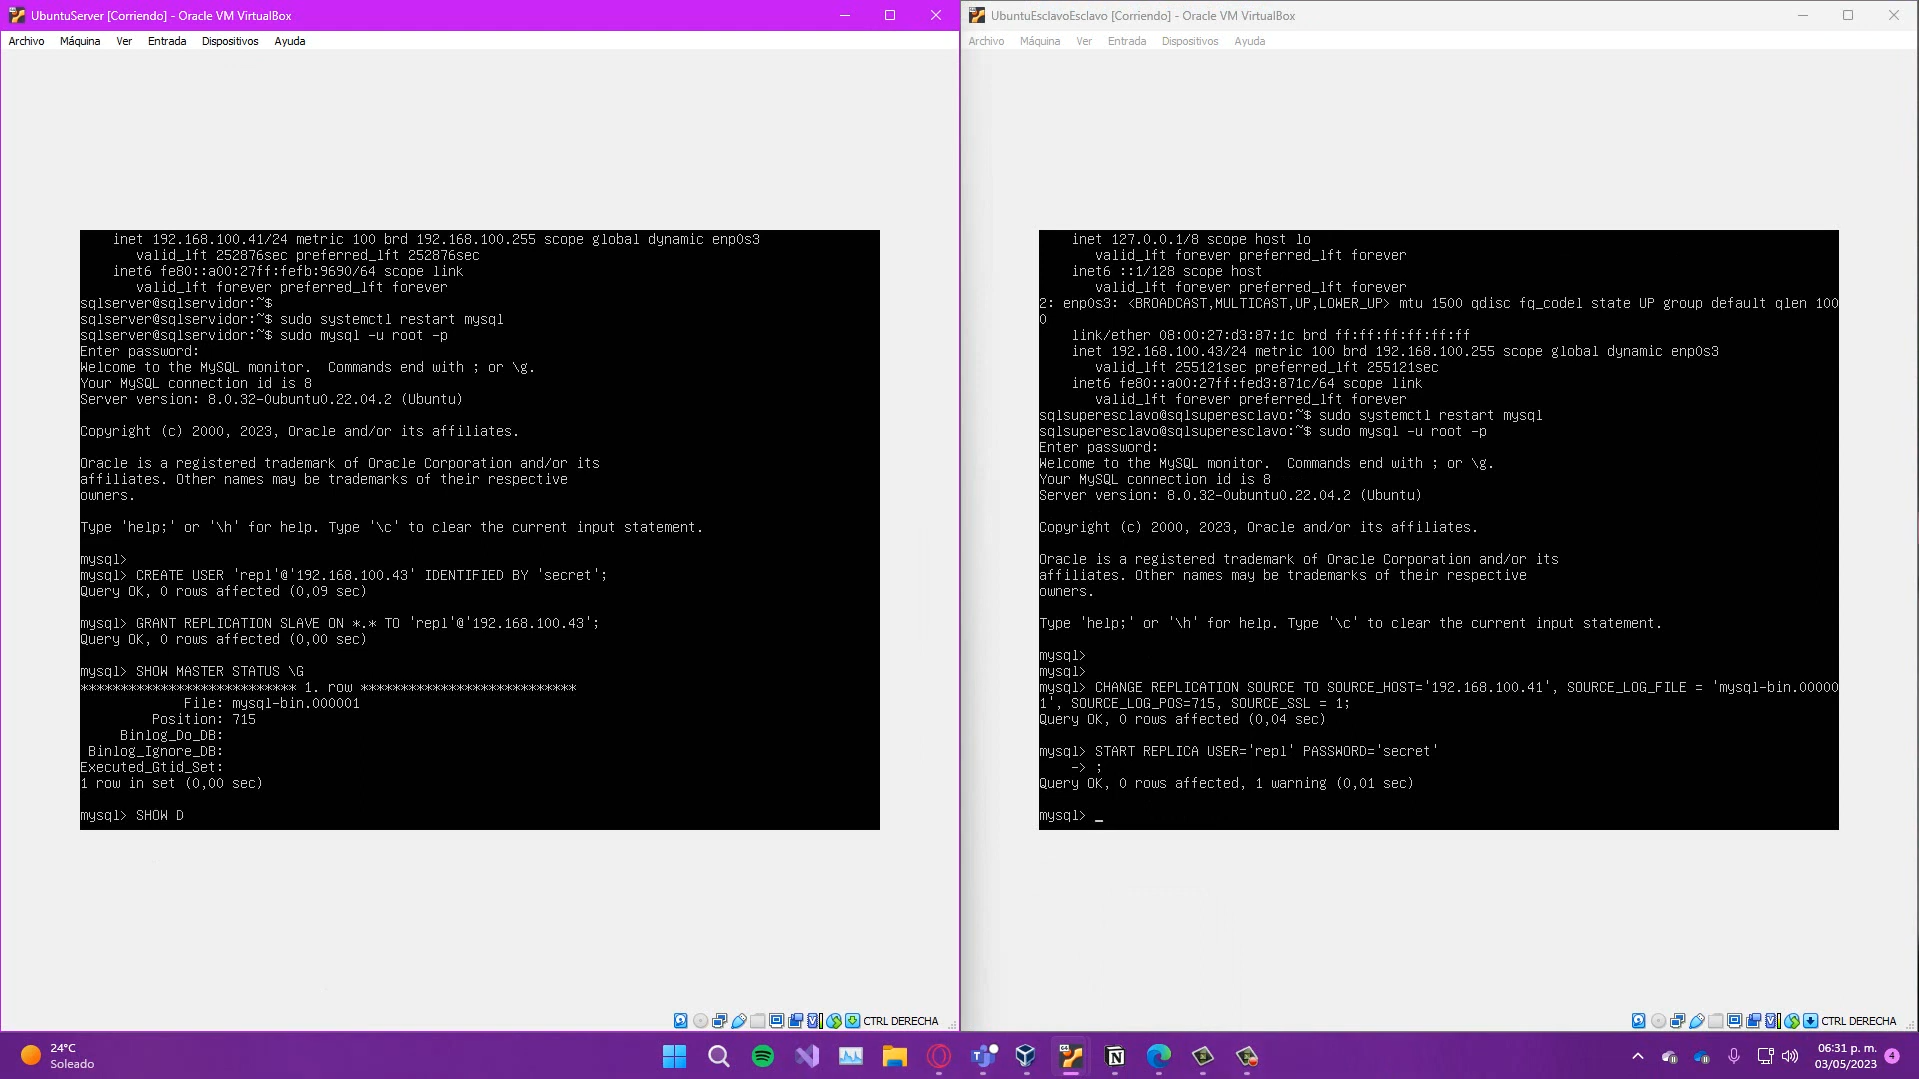 UbuntuServer [Corriendo] - Oracle VM VirtualBox
Archivo Máquina Ver Entrada Dispositivos Ayuda
inet 192.168.100.41/24 metric 100 brd 192.168.100.255 scope global dynamic enp0s3
valid_lft 252876sec preferred_lft 252876sec
inet6 fe80::a00:27ff:fefb:9690/64 scope link
valid_lft forever preferred_lft forever
sqlserver@sqlservidor:~$
sqlserver@sqlservidor:~$ sudo systemctl restart mysql
sqlserver@sqlservidor:~$ sudo mysql -u root -p
Enter password:
Welcome to the MySQL monitor.  Commands end with ; or \g.
Your MySQL connection id is 8
Server version: 8.0.32-0ubuntu0.22.04.2 (Ubuntu)
Copyright (c) 2000, 2023, Oracle and/or its affiliates.
Oracle is a registered trademark of Oracle Corporation and/or its
affiliates. Other names may be trademarks of their respective
owners.
Type 'help;' or '\h' for help. Type '\c' to clear the current input statement.
mysql>
mysql> CREATE USER 'repl'@'192.168.100.43' IDENTIFIED BY 'secret';
Query OK, 0 rows affected (0,09 sec)
mysql> GRANT REPLICATION SLAVE ON *.* TO 'repl'@'192.168.100.43';
Query OK, 0 rows affected (0,00 sec)
mysql> SHOW MASTER STATUS \G
*************************** 1. row ***************************
File: mysql-bin.000001
Position: 715
Binlog_Do_DB:
Binlog_Ignore_DB:
Executed_Gtid_Set:
1 row in set (0,00 sec)
mysql> SHOW D
CTRL DERECHA
UbuntuEsclavoEsclavo [Corriendo] - Oracle VM VirtualBox
Archivo Máquina Ver Entrada Dispositivos Ayuda
inet 127.0.0.1/8 scope host lo
valid_lft forever preferred_lft forever
inet6 ::1/128 scope host
valid_lft forever preferred_lft forever
2: enp0s3: <BROADCAST,MULTICAST,UP,LOWER_UP> mtu 1500 qdisc fq_codel state UP group default qlen 100
0
link/ether 08:00:27:d3:87:1c brd ff:ff:ff:ff:ff:ff
inet 192.168.100.43/24 metric 100 brd 192.168.100.255 scope global dynamic enp0s3
valid_lft 255121sec preferred_lft 255121sec
inet6 fe80::a00:27ff:fed3:871c/64 scope link
valid_lft forever preferred_lft forever
sqlsuperesclavo@sqlsuperesclavo:~$ sudo systemctl restart mysql
sqlsuperesclavo@sqlsuperesclavo:~$ sudo mysql -u root -p
Enter password:
Welcome to the MySQL monitor.  Commands end with ; or \g.
Your MySQL connection id is 8
Server version: 8.0.32-0ubuntu0.22.04.2 (Ubuntu)
Copyright (c) 2000, 2023, Oracle and/or its affiliates.
Oracle is a registered trademark of Oracle Corporation and/or its
affiliates. Other names may be trademarks of their respective
owners.
Type 'help;' or '\h' for help. Type '\c' to clear the current input statement.
mysql>
mysql>
mysql> CHANGE REPLICATION SOURCE TO SOURCE_HOST='192.168.100.41', SOURCE_LOG_FILE = 'mysql-bin.00000
1', SOURCE_LOG_POS=715, SOURCE_SSL = 1;
Query OK, 0 rows affected (0,04 sec)
mysql> START REPLICA USER='repl' PASSWORD='secret'
-> ;
Query OK, 0 rows affected, 1 warning (0,01 sec)
mysql> _
CTRL DERECHA
24°C
Soleado
06:31 p. m.
03/05/2023
4